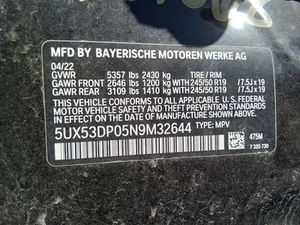 MFD BY BAYERISCHE MOTOREN WERKE AG
04/22
GVWR 5357 lbs 2430 kg TIRE/RIM
GAWR FRONT 2646 lbs 1200 kg WITH 245/50 R19 /7.5J x 19
GAWR REAR 3109 lbs 1410 kg WITH 245/50 R19 /7.5J x 19
THIS VEHICLE CONFORMS TO ALL APPLICABLE U.S. FEDERAL
MOTOR VEHICLE SAFETY AND THEFT PREVENTION STANDARDS
IN EFFECT ON THE DATE OF MANUFACTURE SHOWN ABOVE.
5UX53DP05N9M32644 TYPE: MPV
475M
7 320 730